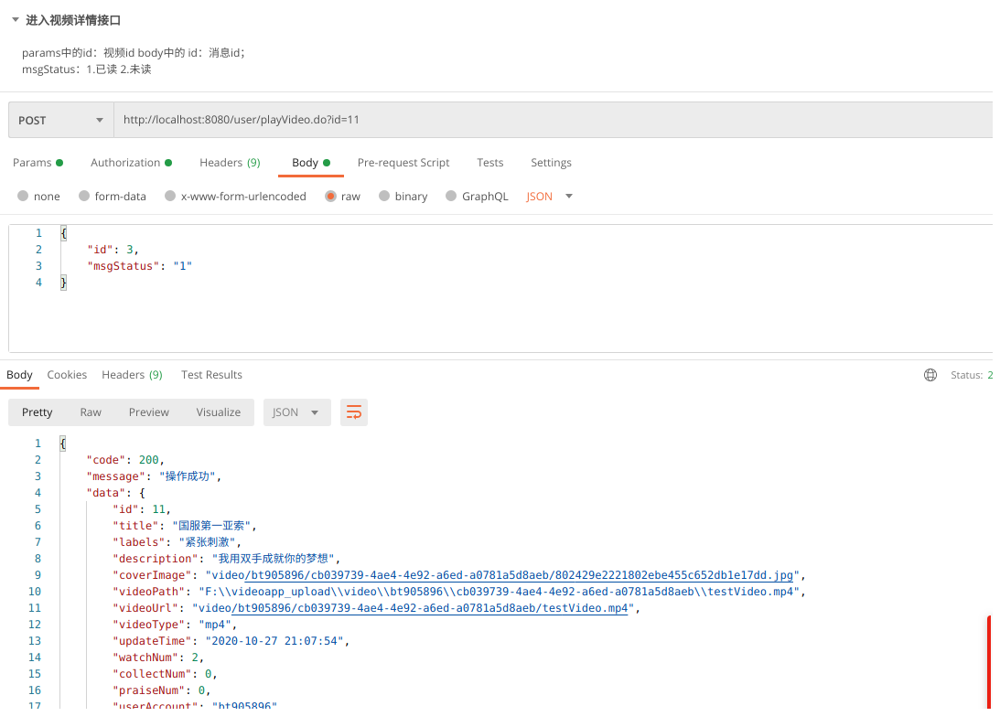 进入视频详情接口
params中的id：视频id body中的 id：消息id；
msgStatus：1.已读 2.未读
POST http://localhost:8080/user/playVideo.do?id=11
Params Authorization Headers (9) Body Pre-request Script Tests Settings
none form-data x-www-form-urlencoded raw binary GraphQL JSON
1 {
2 "id": 3,
3 "msgStatus": "1"
4 }
Body Cookies Headers (9) Test Results Status: 2
Pretty Raw Preview Visualize JSON
1 {
2 "code": 200,
3 "message": "操作成功",
4 "data": {
5 "id": 11,
6 "title": "国服第一亚索",
7 "labels": "紧张刺激",
8 "description": "我用双手成就你的梦想",
9 "coverImage": "video/bt905896/cb039739-4ae4-4e92-a6ed-a0781a5d8aeb/802429e2221802ebe455c652db1e17dd.jpg",
10 "videoPath": "F:\\videoapp_upload\\video\\bt905896\\cb039739-4ae4-4e92-a6ed-a0781a5d8aeb\\testVideo.mp4",
11 "videoUrl": "video/bt905896/cb039739-4ae4-4e92-a6ed-a0781a5d8aeb/testVideo.mp4",
12 "videoType": "mp4",
13 "updateTime": "2020-10-27 21:07:54",
14 "watchNum": 2,
15 "collectNum": 0,
16 "praiseNum": 0,
17 "userAccount": "bt905896"